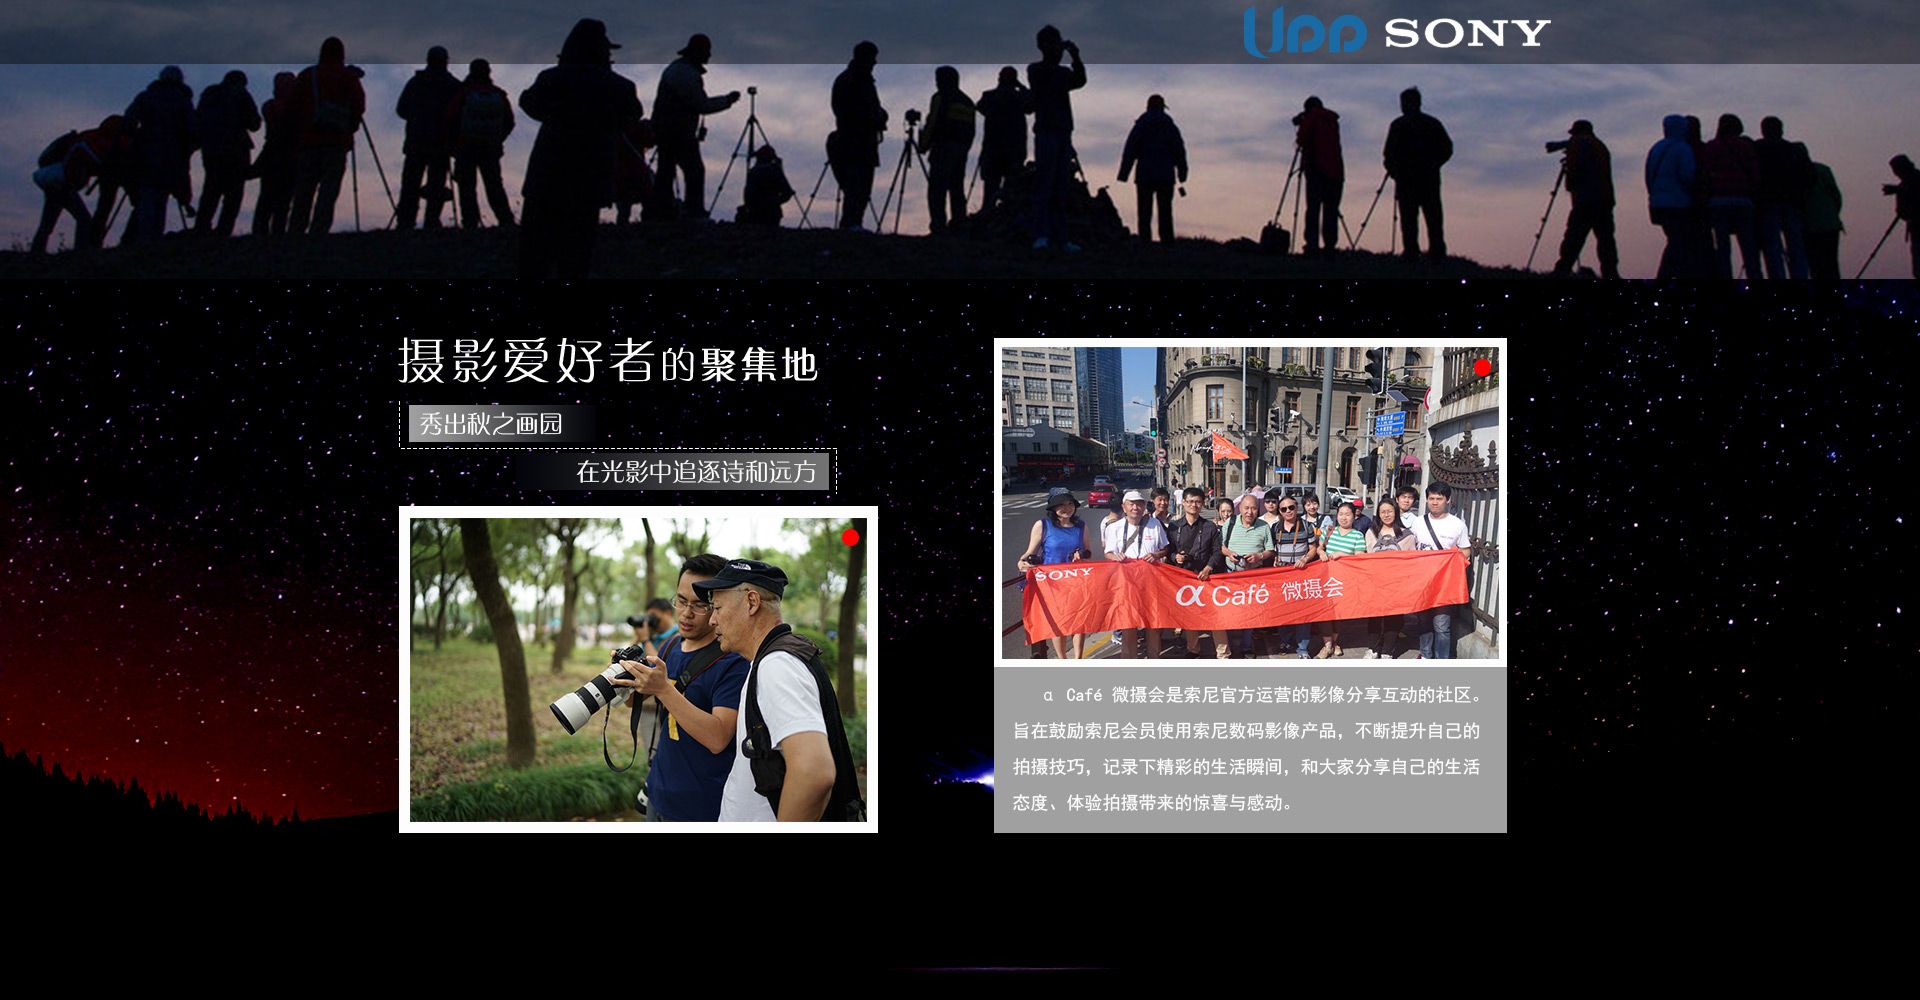 Upp SONY
摄影爱好者的聚集地
秀出秋之画园
在光影中追逐诗和远方
SONY
α Café 微摄会
α Café 微摄会是索尼官方运营的影像分享互动的社区。
旨在鼓励索尼会员使用索尼数码影像产品，不断提升自己的
拍摄技巧，记录下精彩的生活瞬间，和大家分享自己的生活
态度、体验拍摄带来的惊喜与感动。